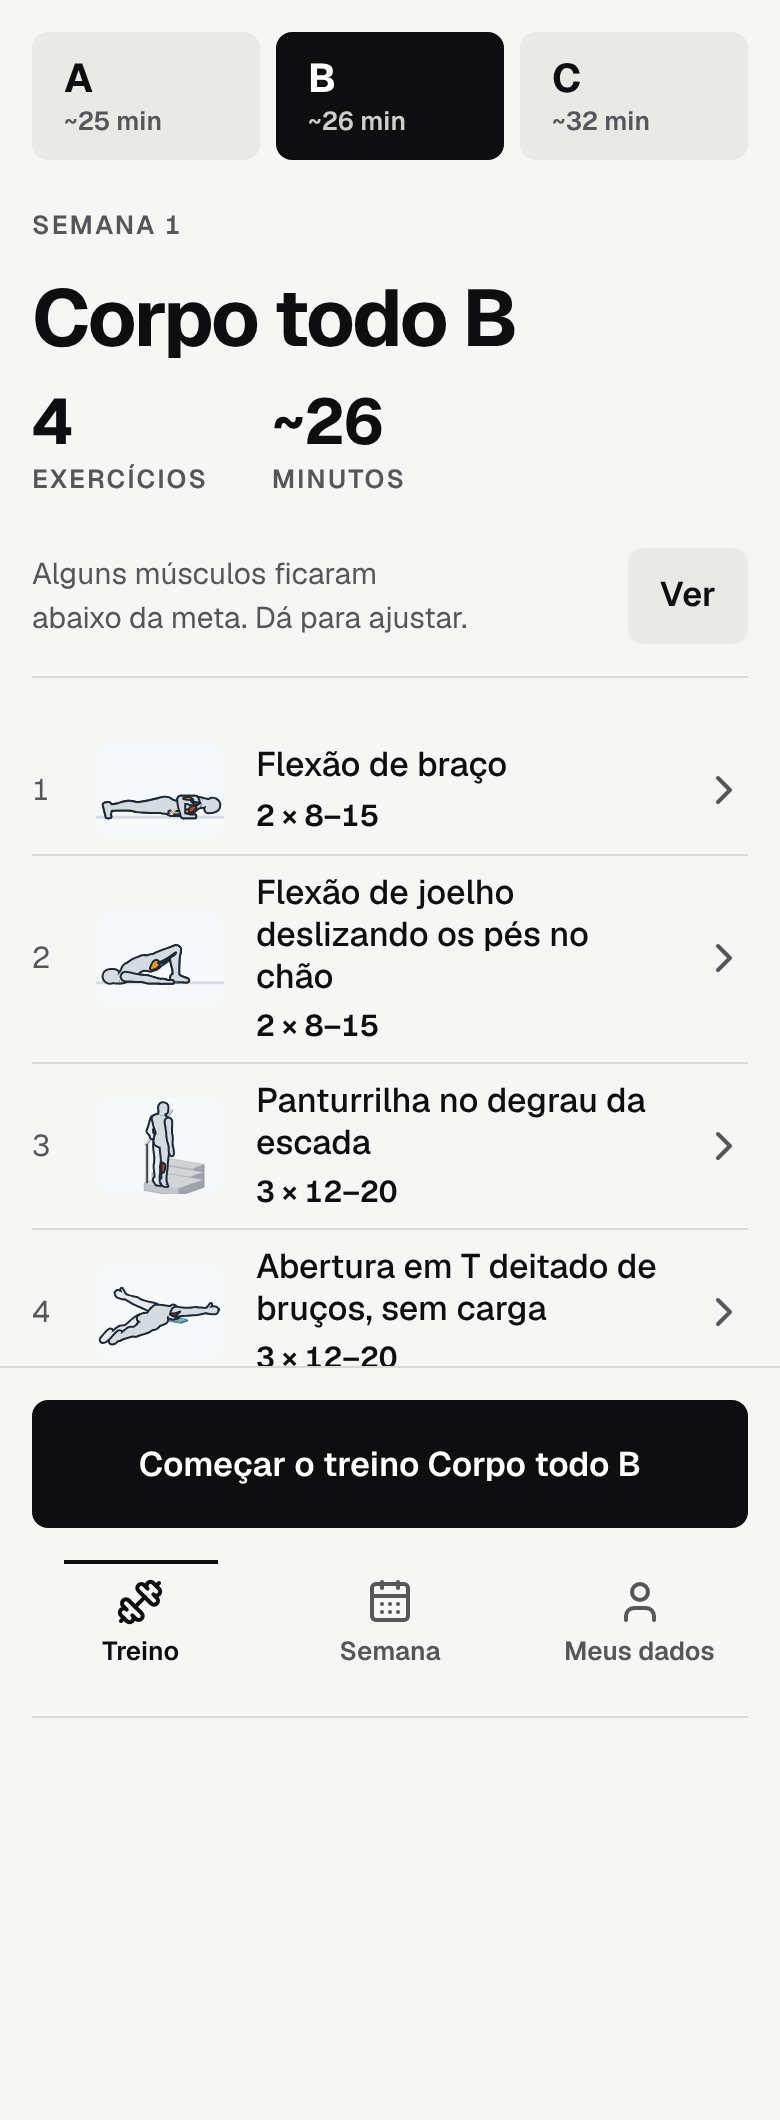 A
~25 min
B
~26 min
C
~32 min
SEMANA 1
Corpo todo B
4
EXERCÍCIOS
~26
MINUTOS
Alguns músculos ficaram
abaixo da meta. Dá para ajustar.
Ver
1
Flexão de braço
2 × 8–15
2
Flexão de joelho
deslizando os pés no
chão
2 × 8–15
3
Panturrilha no degrau da
escada
3 × 12–20
4
Abertura em T deitado de
bruços, sem carga
3 × 12–20
Começar o treino Corpo todo B
Treino
Semana
Meus dados